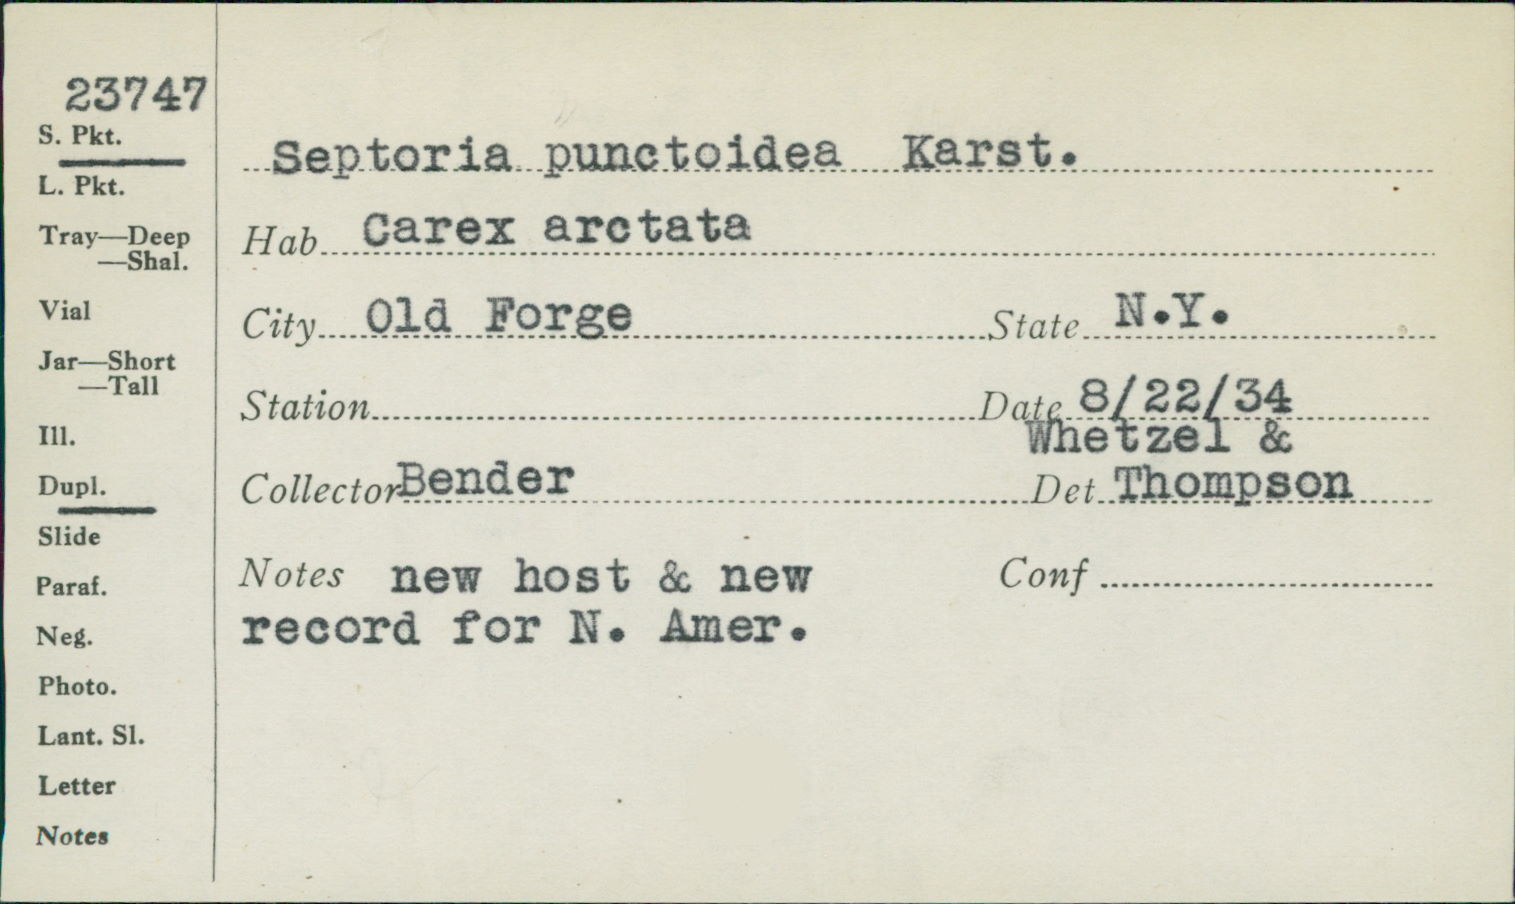 23747
S. Pkt.
L. Pkt.
Tray—Deep
—Shal.
Vial
Jar—Short
—Tall
Ill.
Dupl.
Slide
Paraf.
Neg.
Photo.
Lant. Sl.
Letter
Notes
Septoria punctoidea Karst.
Hab Carex arctata
City Old Forge State N.Y.
Station Date 8/22/34
Whetzel &
Collector Bender Det Thompson
Notes new host & new Conf
record for N. Amer.